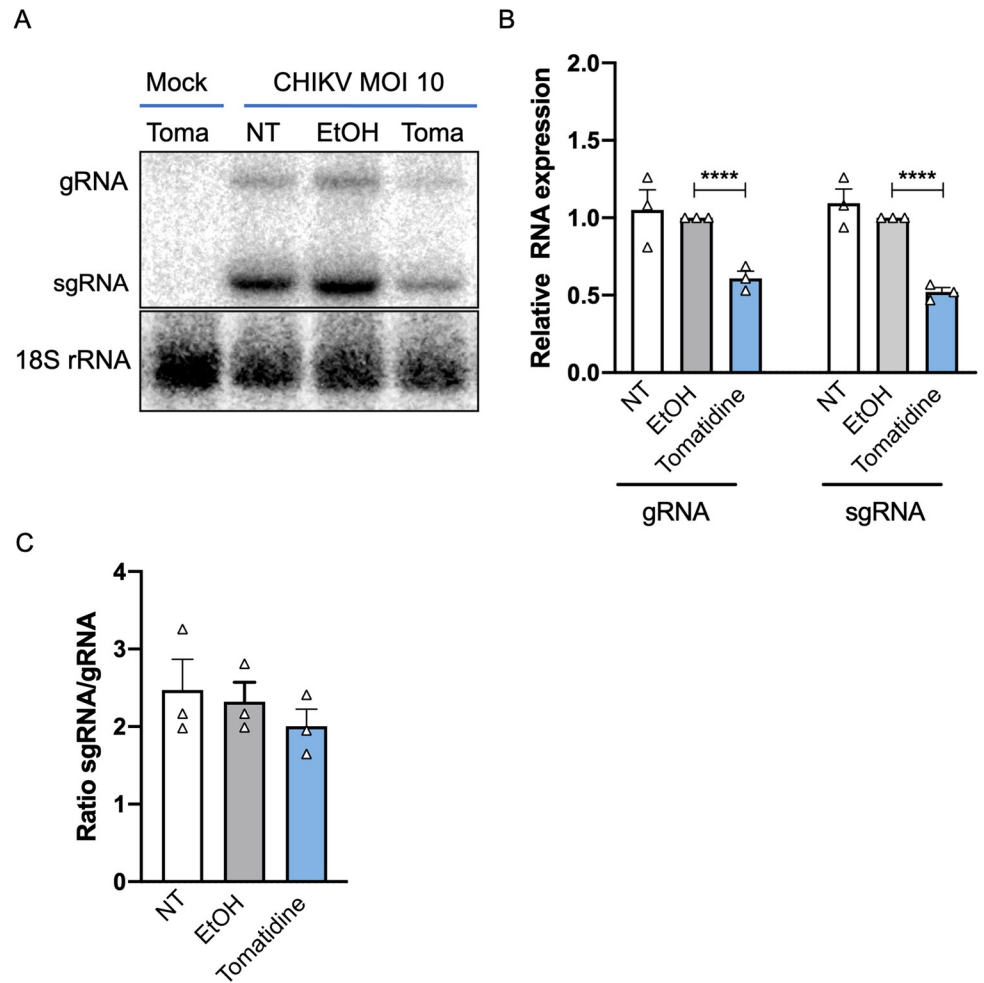 A
Mock CHIKV MOI 10
Toma NT EtOH Toma
gRNA
sgRNA
18S rRNA
B
Relative RNA expression
2.0
1.5
1.0
0.5
0.0
**** ****
NT EtOH Tomatidine NT EtOH Tomatidine
gRNA sgRNA
C
Ratio sgRNA/gRNA
4
3
2
1
0
NT EtOH Tomatidine